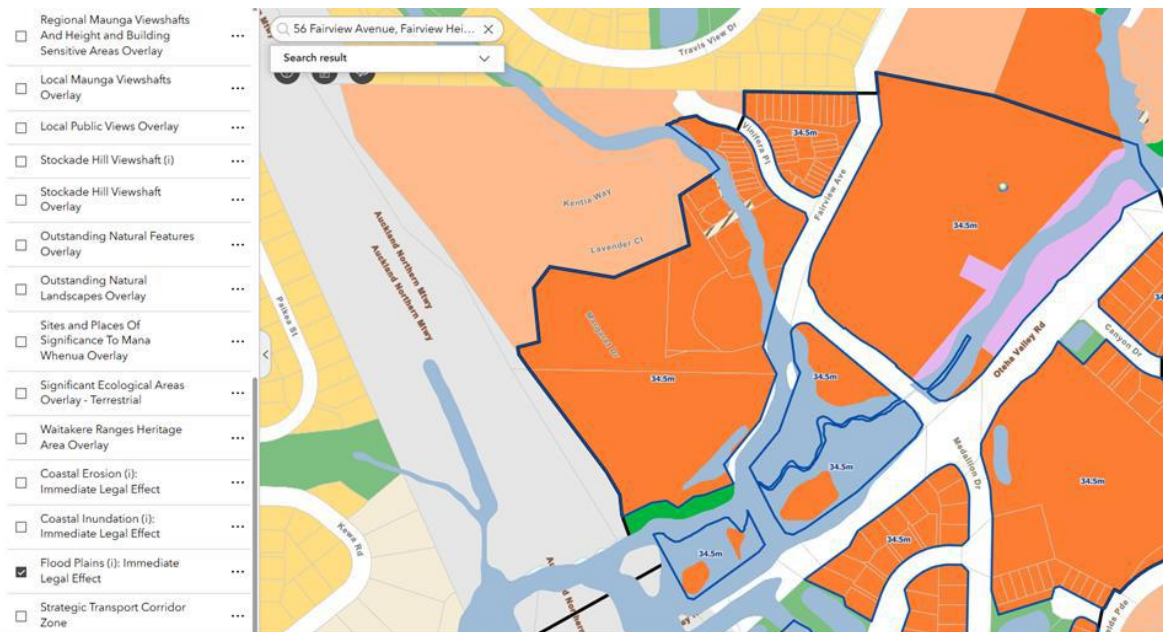 Regional Maunga Viewshafts
And Height and Building
Sensitive Areas Overlay
Local Maunga Viewshafts
Overlay
Local Public Views Overlay
Stockade Hill Viewshaft (i)
Stockade Hill Viewshaft
Overlay
Outstanding Natural Features
Overlay
Outstanding Natural
Landscapes Overlay
Sites and Places Of
Significance To Mana
Whenua Overlay
Significant Ecological Areas
Overlay - Terrestrial
Waitakere Ranges Heritage
Area Overlay
Coastal Erosion (i):
Immediate Legal Effect
Coastal Inundation (i):
Immediate Legal Effect
Flood Plains (i): Immediate
Legal Effect
Strategic Transport Corridor
Zone
56 Fairview Avenue, Fairview Hei...
Search result
Travis View Dr
34.5m
Vinifera Pl
Fairview Ave
Kentia Way
Lavender Ct
34.5m
Auckland Northern Mtwy
Auckland Northern Mtwy
Paikea St
Margaret Dr
34.5m
34.5m
Oteha Valley Rd
Canyon Dr
34.5m
Medallion Dr
34.5m
34.5m
34.5m
Kewa Rd